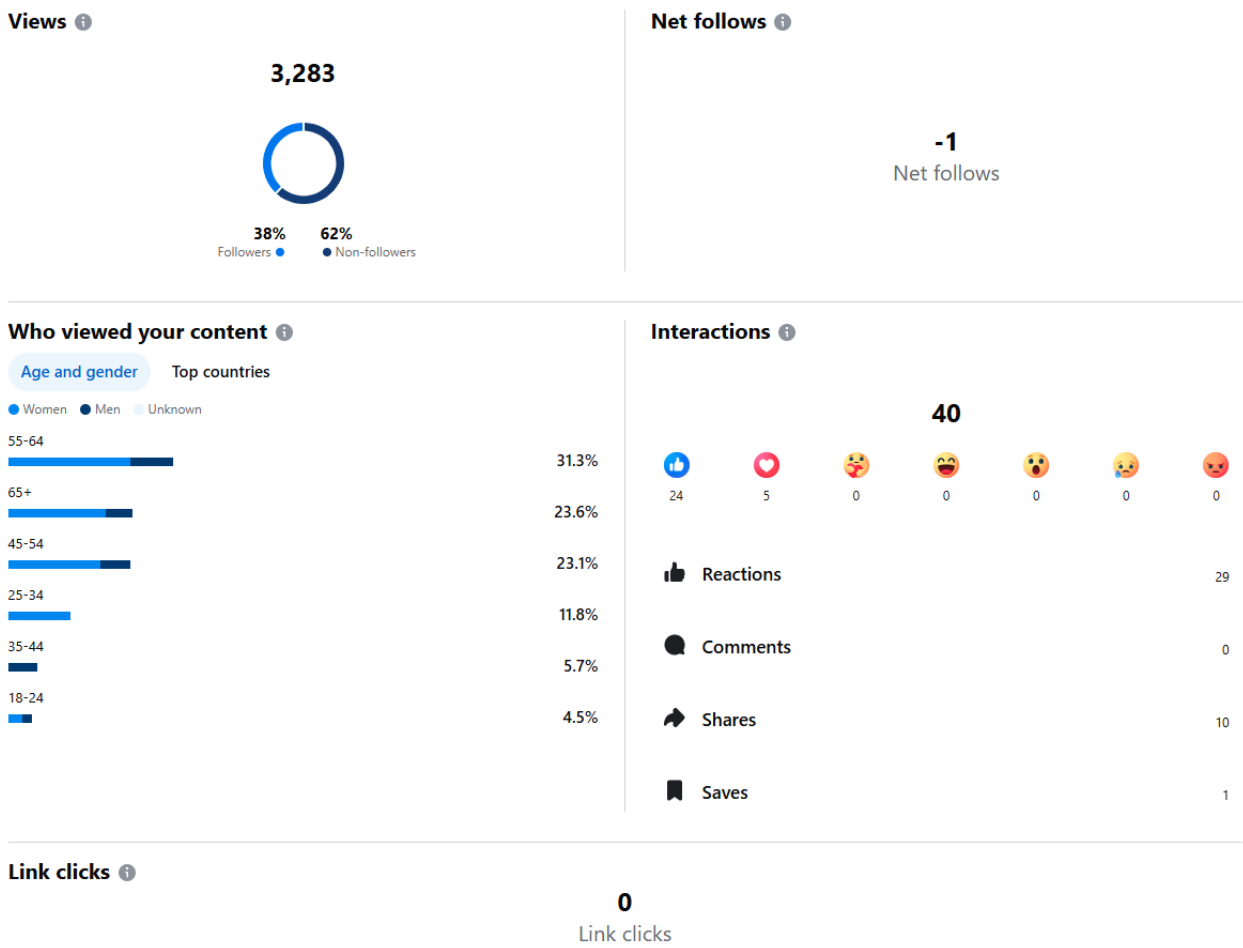 Views
3,283
38% 62%
Followers Non-followers
Net follows
-1
Net follows
Who viewed your content
Age and gender Top countries
Women Men Unknown
55-64
31.3%
65+
23.6%
45-54
23.1%
25-34
11.8%
35-44
5.7%
18-24
4.5%
Interactions
40
24 5 0 0 0 0 0
Reactions 29
Comments 0
Shares 10
Saves 1
Link clicks
0
Link clicks